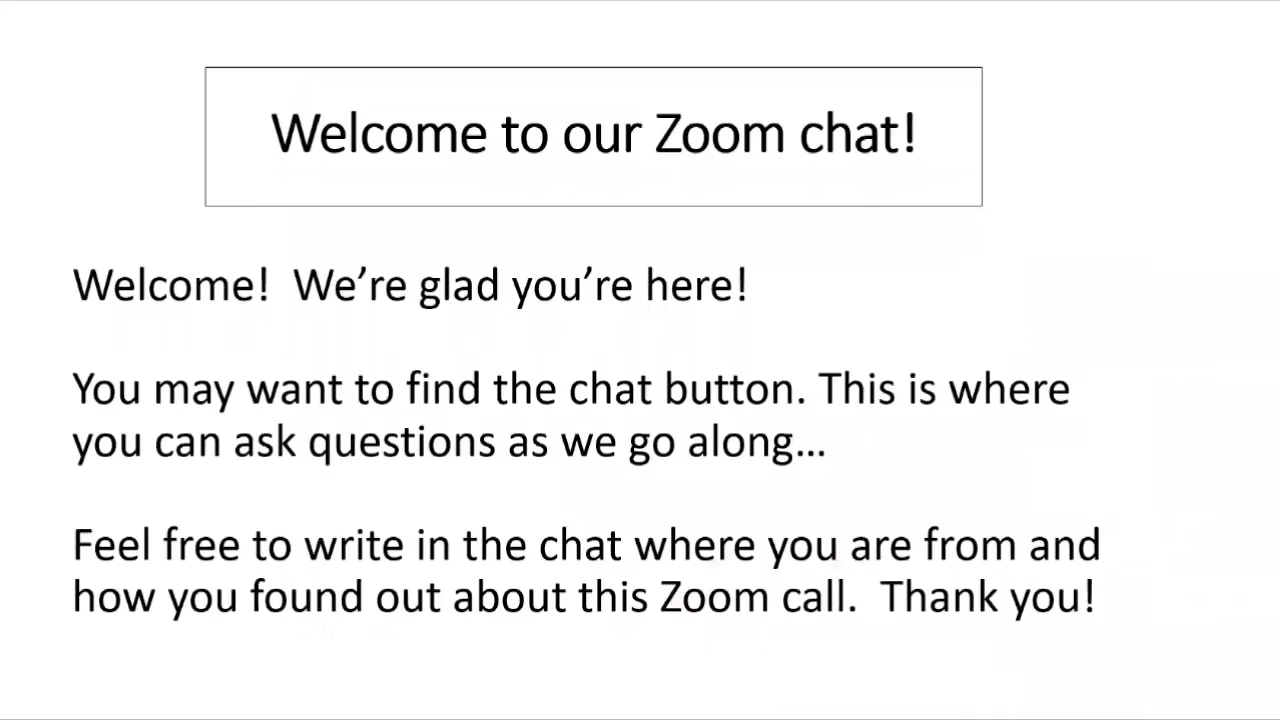 Welcome to our Zoom chat!
Welcome!  We’re glad you’re here!
You may want to find the chat button. This is where
you can ask questions as we go along…
Feel free to write in the chat where you are from and
how you found out about this Zoom call.  Thank you!